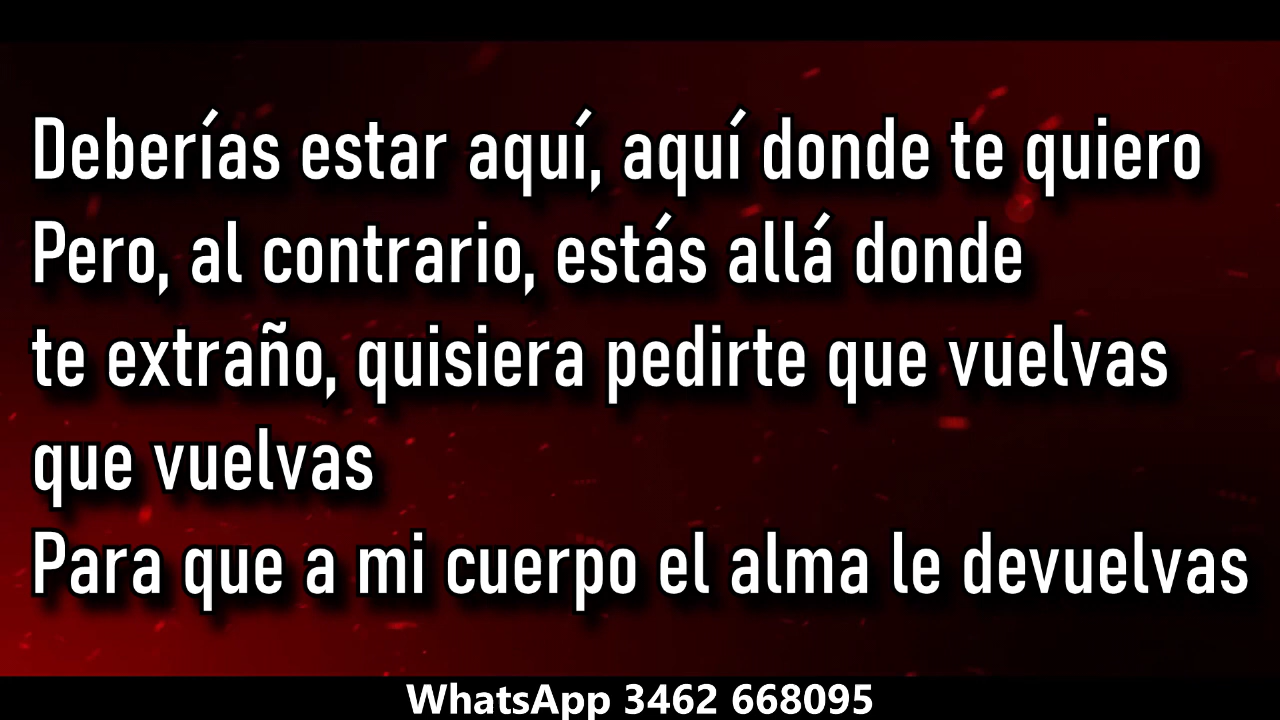 Deberías estar aquí, aquí donde te quiero
Pero, al contrario, estás allá donde
te extraño, quisiera pedirte que vuelvas
que vuelvas
Para que a mi cuerpo el alma le devuelvas
WhatsApp 3462 668095